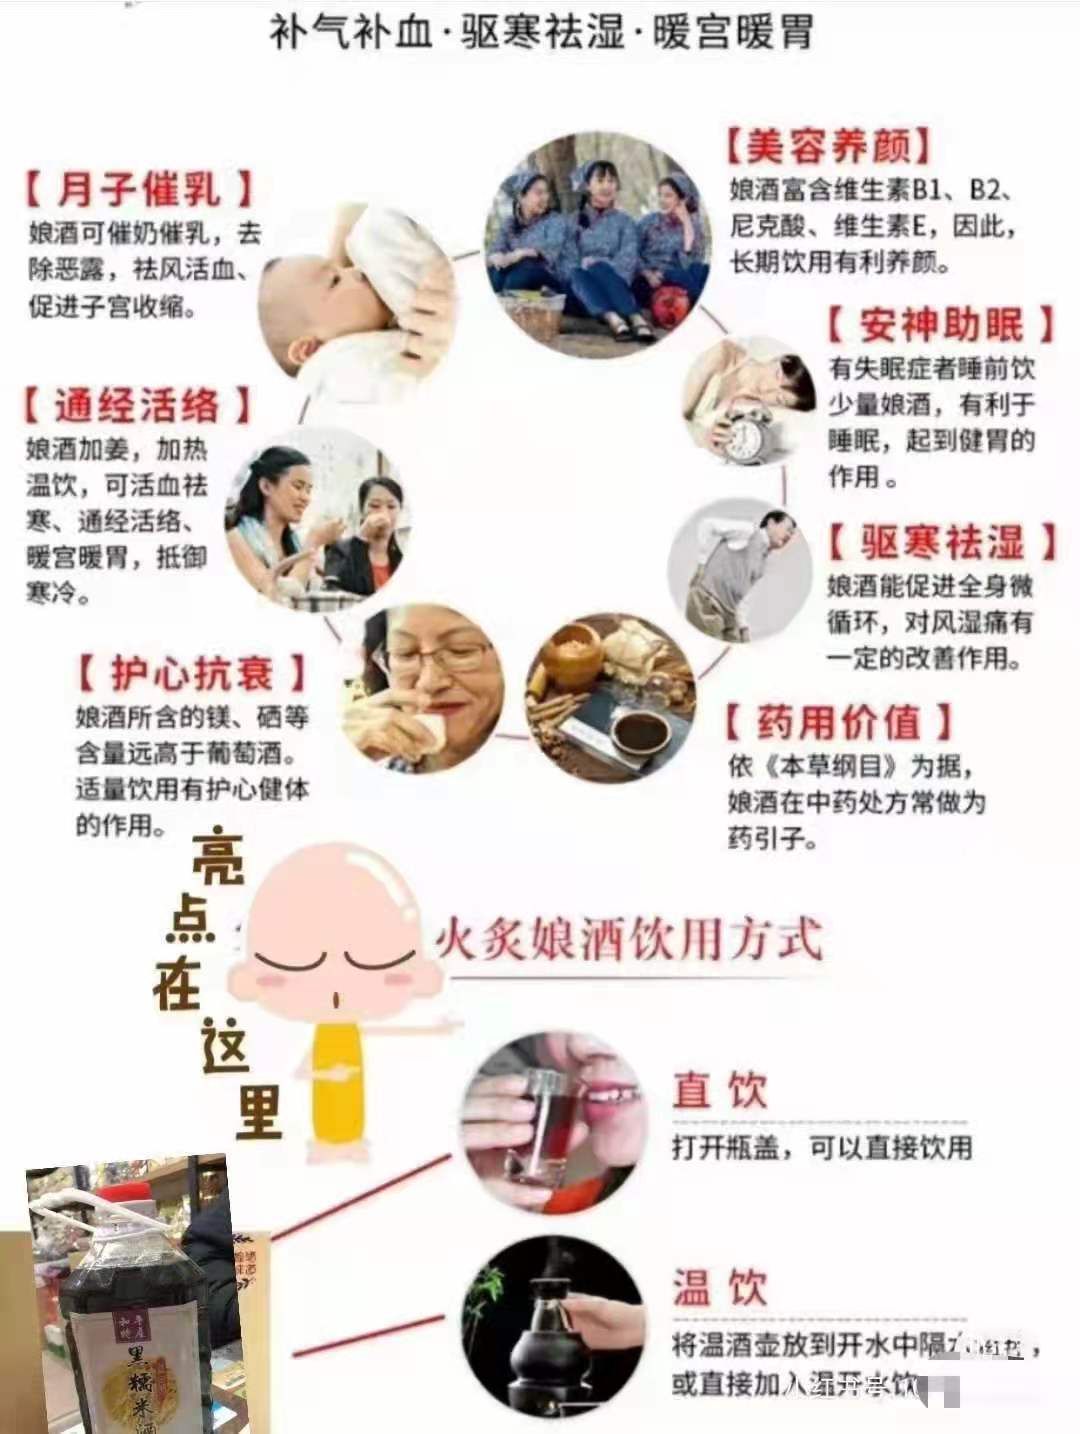 补气补血·驱寒祛湿·暖宫暖胃
【美容养颜】
娘酒富含维生素B1、B2、
尼克酸、维生素E，因此，
长期饮用有利养颜。
【月子催乳】
娘酒可催奶催乳，去
除恶露，祛风活血、
促进子宫收缩。
【安神助眠】
有失眠症者睡前饮
少量娘酒，有利于
睡眠，起到健胃的
作用。
【通经活络】
娘酒加姜，加热
温饮，可活血祛
寒、通经活络、
暖宫暖胃，抵御
寒冷。
【驱寒祛湿】
娘酒能促进全身微
循环，对风湿痛有
一定的改善作用。
【护心抗衰】
娘酒所含的镁、硒等
含量远高于葡萄酒。
适量饮用有护心健体
的作用。
【药用价值】
依《本草纲目》为据，
娘酒在中药处方常做为
药引子。
亮点在这里
火炙娘酒饮用方式
直饮
打开瓶盖，可以直接饮用
温饮
将温酒壶放到开水中隔水
或直接加入温开水饮
和平
特产
黑糯米酒